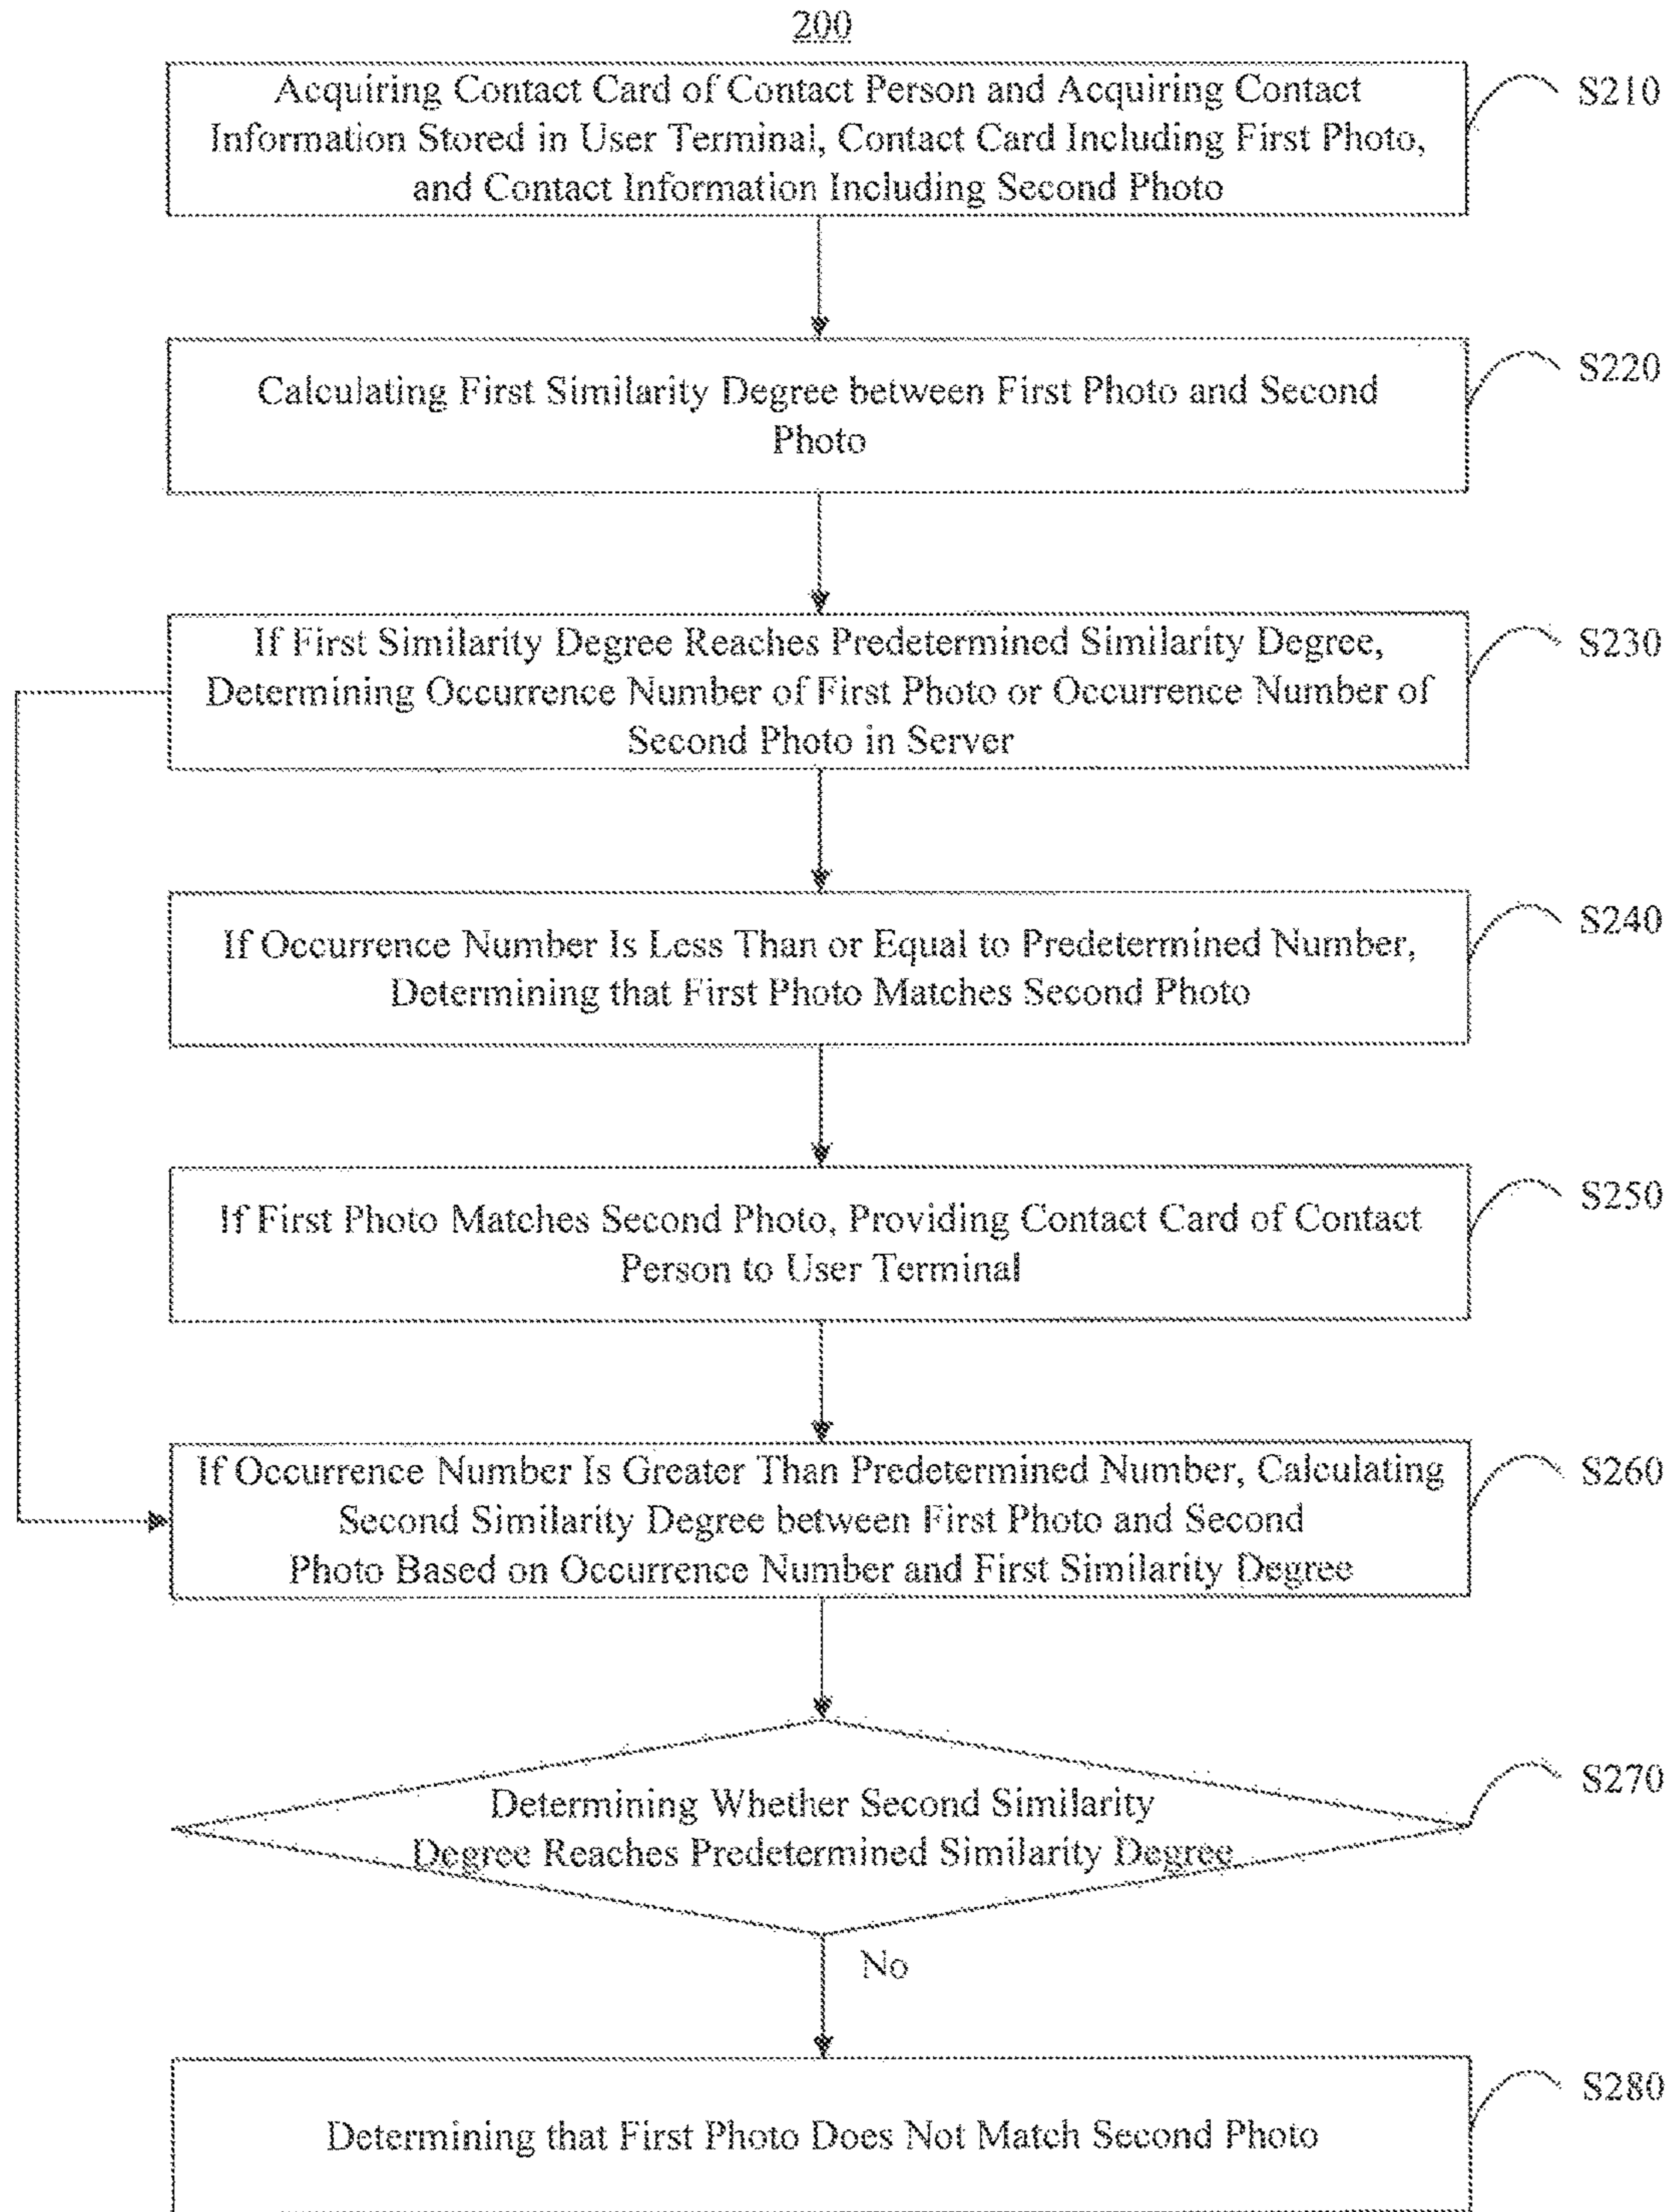 200
Acquiring Contact Card of Contact Person and Acquiring Contact
Information Stored in User Terminal, Contact Card Including First Photo,
and Contact Information Including Second Photo
S210
Calculating First Similarity Degree between First Photo and Second
Photo
S220
If First Similarity Degree Reaches Predetermined Similarity Degree,
Determining Occurrence Number of First Photo or Occurrence Number of
Second Photo in Server
S230
If Occurrence Number Is Less Than or Equal to Predetermined Number,
Determining that First Photo Matches Second Photo
S240
If First Photo Matches Second Photo, Providing Contact Card of Contact
Person to User Terminal
S250
If Occurrence Number Is Greater Than Predetermined Number, Calculating
Second Similarity Degree between First Photo and Second
Photo Based on Occurrence Number and First Similarity Degree
S260
Determining Whether Second Similarity
Degree Reaches Predetermined Similarity Degree
S270
No
Determining that First Photo Does Not Match Second Photo
S280